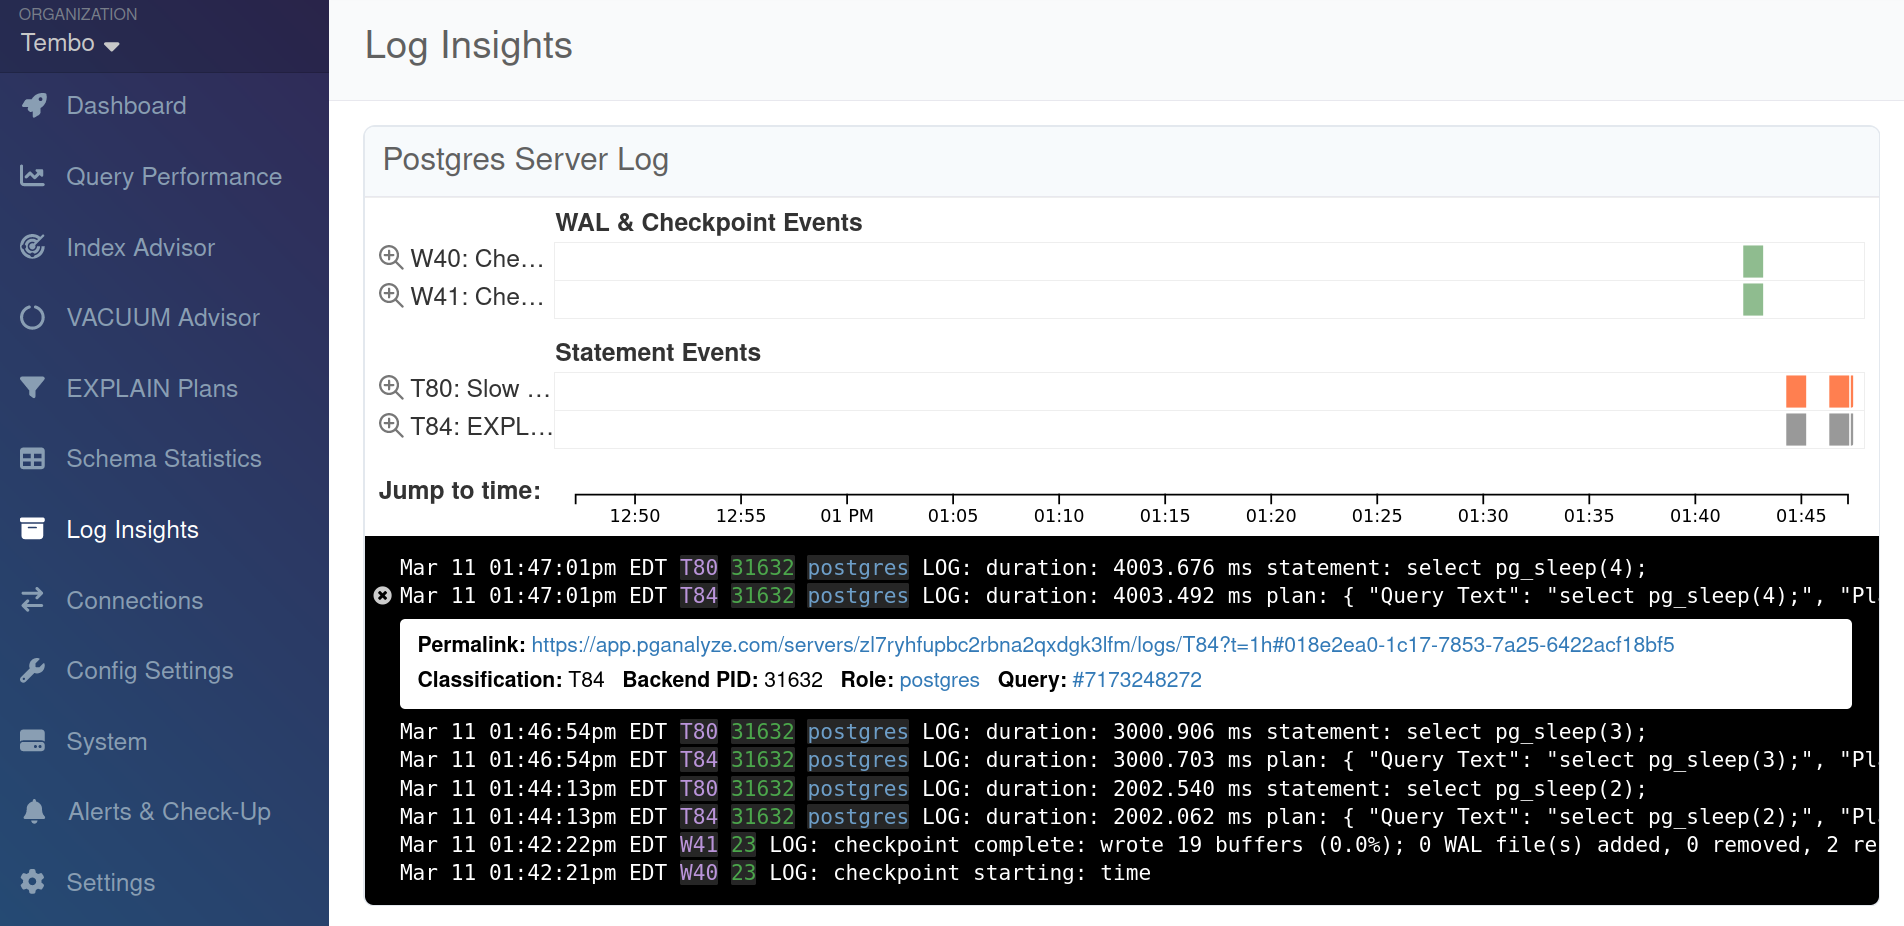 ORGANIZATION
Tembo
Dashboard
Query Performance
Index Advisor
VACUUM Advisor
EXPLAIN Plans
Schema Statistics
Log Insights
Connections
Config Settings
System
Alerts & Check-Up
Settings
Log Insights
Postgres Server Log
WAL & Checkpoint Events
W40: Che...
W41: Che...
Statement Events
T80: Slow ...
T84: EXPL...
Jump to time:
12:50 12:55 01 PM 01:05 01:10 01:15 01:20 01:25 01:30 01:35 01:40 01:45
Mar 11 01:47:01pm EDT T80 31632 postgres LOG: duration: 4003.676 ms statement: select pg_sleep(4);
Mar 11 01:47:01pm EDT T84 31632 postgres LOG: duration: 4003.492 ms plan: { "Query Text": "select pg_sleep(4);", "Pl
Permalink: https://app.pganalyze.com/servers/zl7ryhfupbc2rbna2qxdgk3lfm/logs/T84?t=1h#018e2ea0-1c17-7853-7a25-6422acf18bf5
Classification: T84 Backend PID: 31632 Role: postgres Query: #7173248272
Mar 11 01:46:54pm EDT T80 31632 postgres LOG: duration: 3000.906 ms statement: select pg_sleep(3);
Mar 11 01:46:54pm EDT T84 31632 postgres LOG: duration: 3000.703 ms plan: { "Query Text": "select pg_sleep(3);", "Pl
Mar 11 01:44:13pm EDT T80 31632 postgres LOG: duration: 2002.540 ms statement: select pg_sleep(2);
Mar 11 01:44:13pm EDT T84 31632 postgres LOG: duration: 2002.062 ms plan: { "Query Text": "select pg_sleep(2);", "Pl
Mar 11 01:42:22pm EDT W41 23 LOG: checkpoint complete: wrote 19 buffers (0.0%); 0 WAL file(s) added, 0 removed, 2 re
Mar 11 01:42:21pm EDT W40 23 LOG: checkpoint starting: time